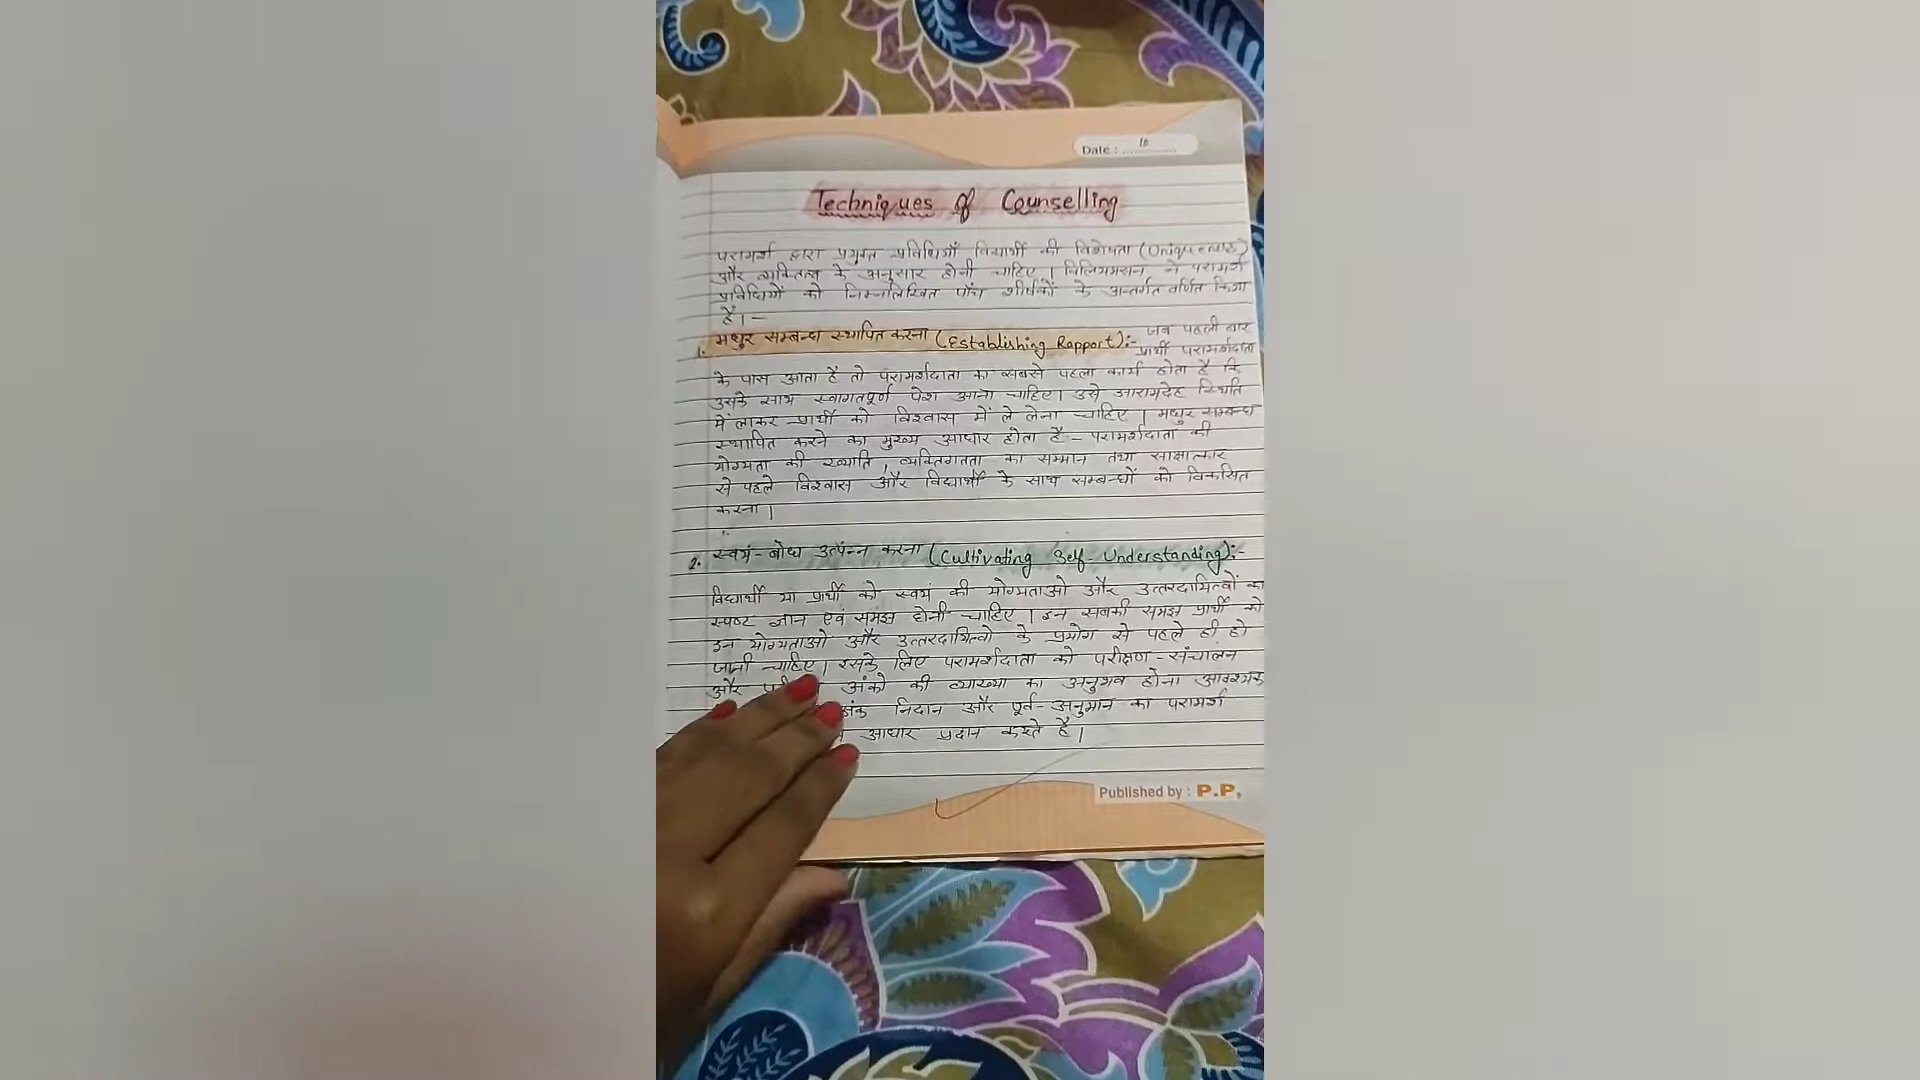 Date : 10
Techniques of Counselling
परामर्श द्वारा प्रयुक्त प्रविधियाँ विद्यार्थी की विशेषता (Uniqueness)
और व्यक्तित्व के अनुसार होनी चाहिए। विलियमसन ने परामर्श
प्रविधियों को निम्नलिखित पाँच शीर्षकों के अन्तर्गत वर्णित किया
है।—
1. मधुर सम्बन्ध स्थापित करना (Establishing Rapport):- जब पहली बार
प्रार्थी परामर्शदाता
के पास आता है तो परामर्शदाता का सबसे पहला कार्य होता है कि
उसके साथ स्वागतपूर्ण पेश आना चाहिए। उसे आरामदेह स्थिति
में लाकर प्रार्थी को विश्वास में ले लेना चाहिए। मधुर सम्बन्ध
स्थापित करने का मुख्य आधार होता है – परामर्शदाता की
योग्यता की ख्याति, व्यक्तिगतता का सम्मान तथा साक्षात्कार
से पहले विश्वास और विद्यार्थी के साथ सम्बन्धों को विकसित
करना।
2. स्वयं-बोध उत्पन्न करना (Cultivating Self-Understanding):-
विद्यार्थी या प्रार्थी को स्वयं की योग्यताओ और उत्तरदायित्वों का
स्पष्ट ज्ञान एवं समझ होनी चाहिए। इन सबकी समझ प्रार्थी को
इन योग्यताओ और उत्तरदायित्वो के प्रयोग से पहले ही हो
जानी चाहिए। इसके लिए परामर्शदाता को परीक्षण-संचालन
और अंको की व्याख्या का अनुभव होना आवश्यक
अंक निदान और पूर्व-अनुमान का परामर्श
आधार प्रदान करते है।
Published by : P.P,